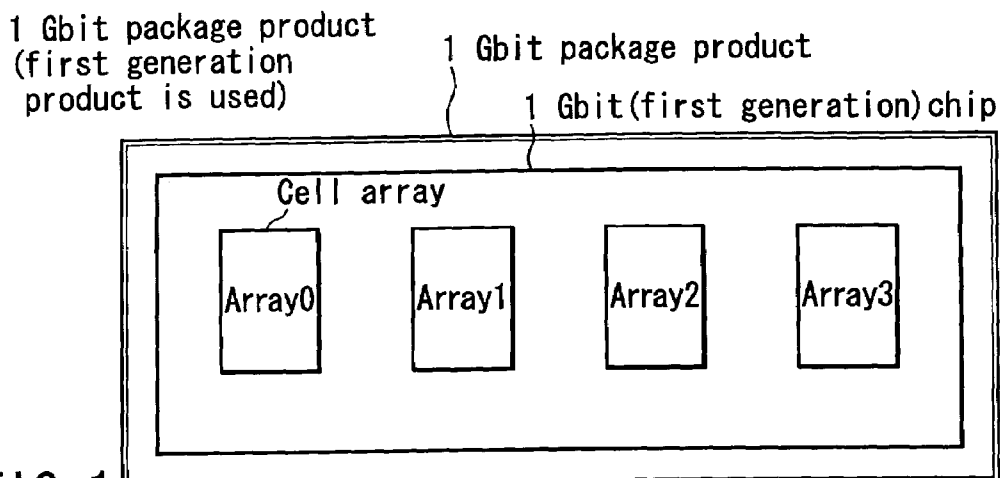 1 Gbit package product
(first generation
product is used)
1 Gbit package product
1 Gbit(first generation)chip
Cell array
Array0 Array1 Array2 Array3